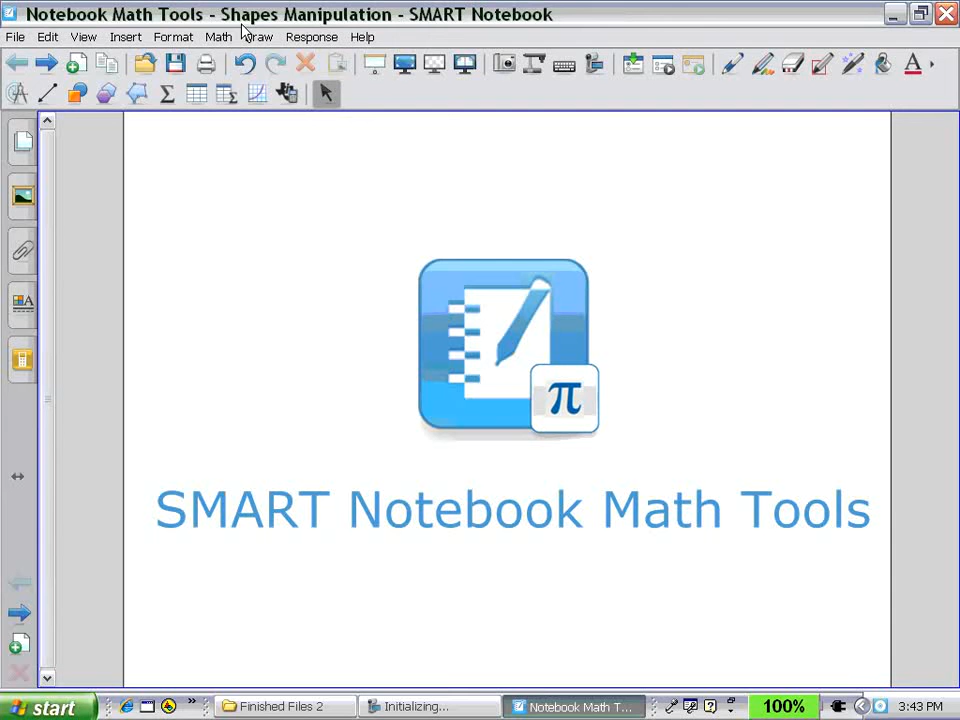 Notebook Math Tools - Shapes Manipulation - SMART Notebook
File Edit View Insert Format Math Draw Response Help
π
SMART Notebook Math Tools
start Finished Files 2 Initializing... Notebook Math T... 100% 3:43 PM